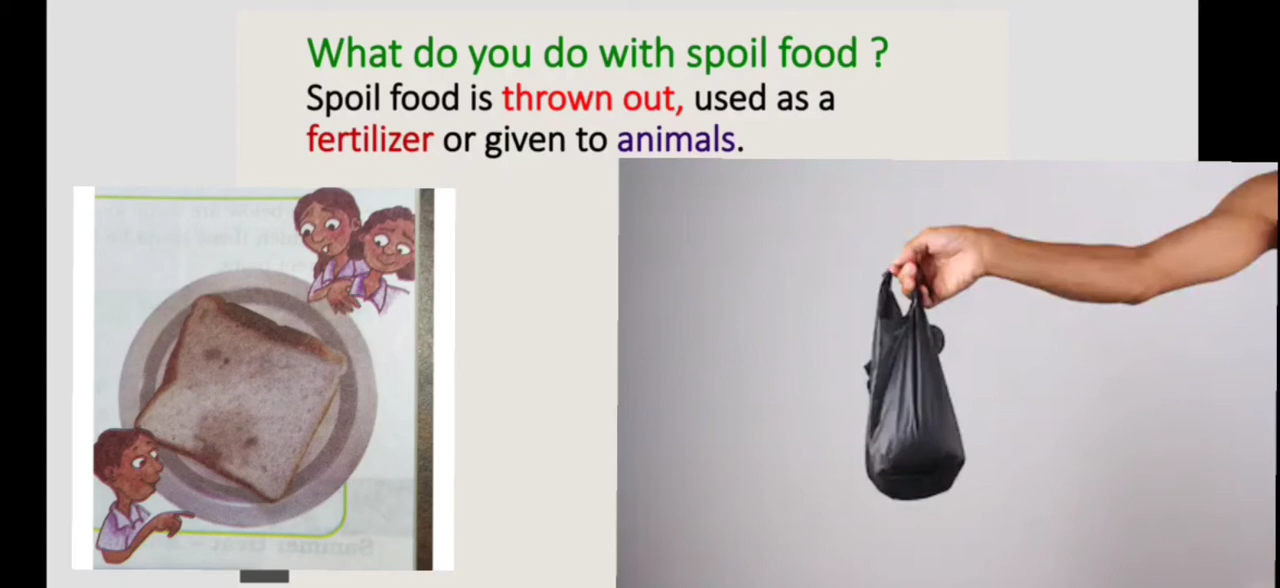 What do you do with spoil food ?
Spoil food is thrown out, used as a
fertilizer or given to animals.